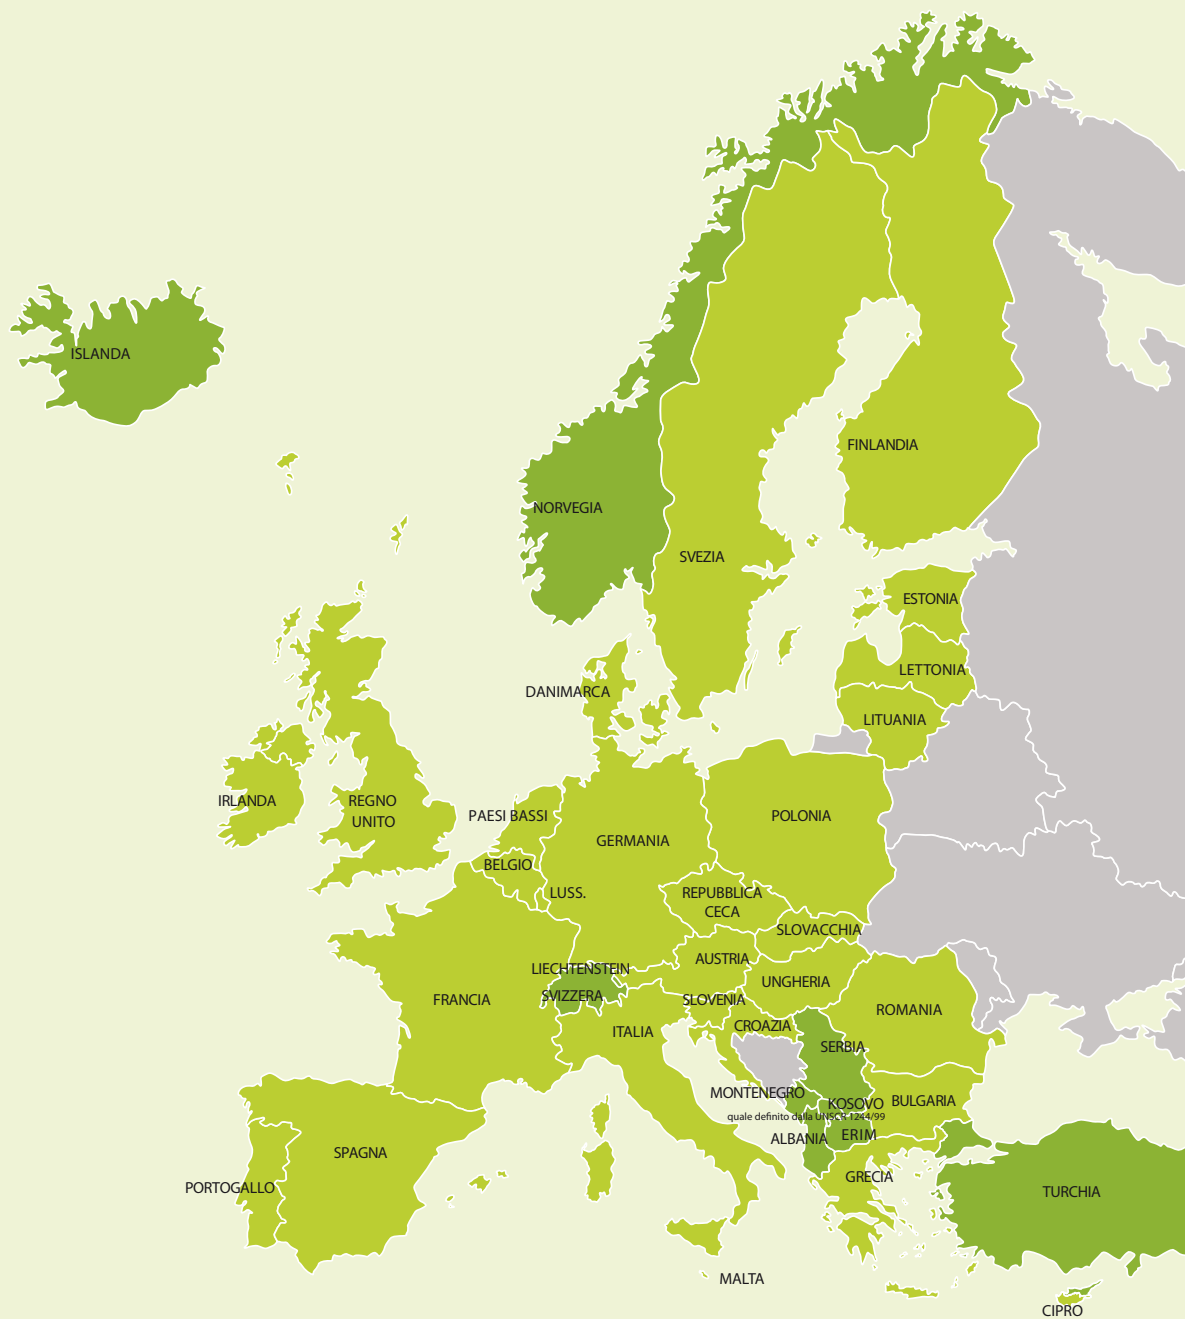 ISLANDA
FINLANDIA
NORVEGIA
SVEZIA
ESTONIA
LETTONIA
DANIMARCA
LITUANIA
IRLANDA
REGNO
UNITO
PAESI BASSI
POLONIA
GERMANIA
BELGIO
LUSS.
REPUBBLICA
CECA
SLOVACCHIA
AUSTRIA
LIECHTENSTEIN
UNGHERIA
SVIZZERA
FRANCIA
SLOVENIA
ROMANIA
CROAZIA
ITALIA
SERBIA
MONTENEGRO
KOSOVO
BULGARIA
quale definito dalla UNSCR 1244/99
ALBANIA
ERIM
SPAGNA
GRECIA
PORTOGALLO
TURCHIA
MALTA
CIPRO